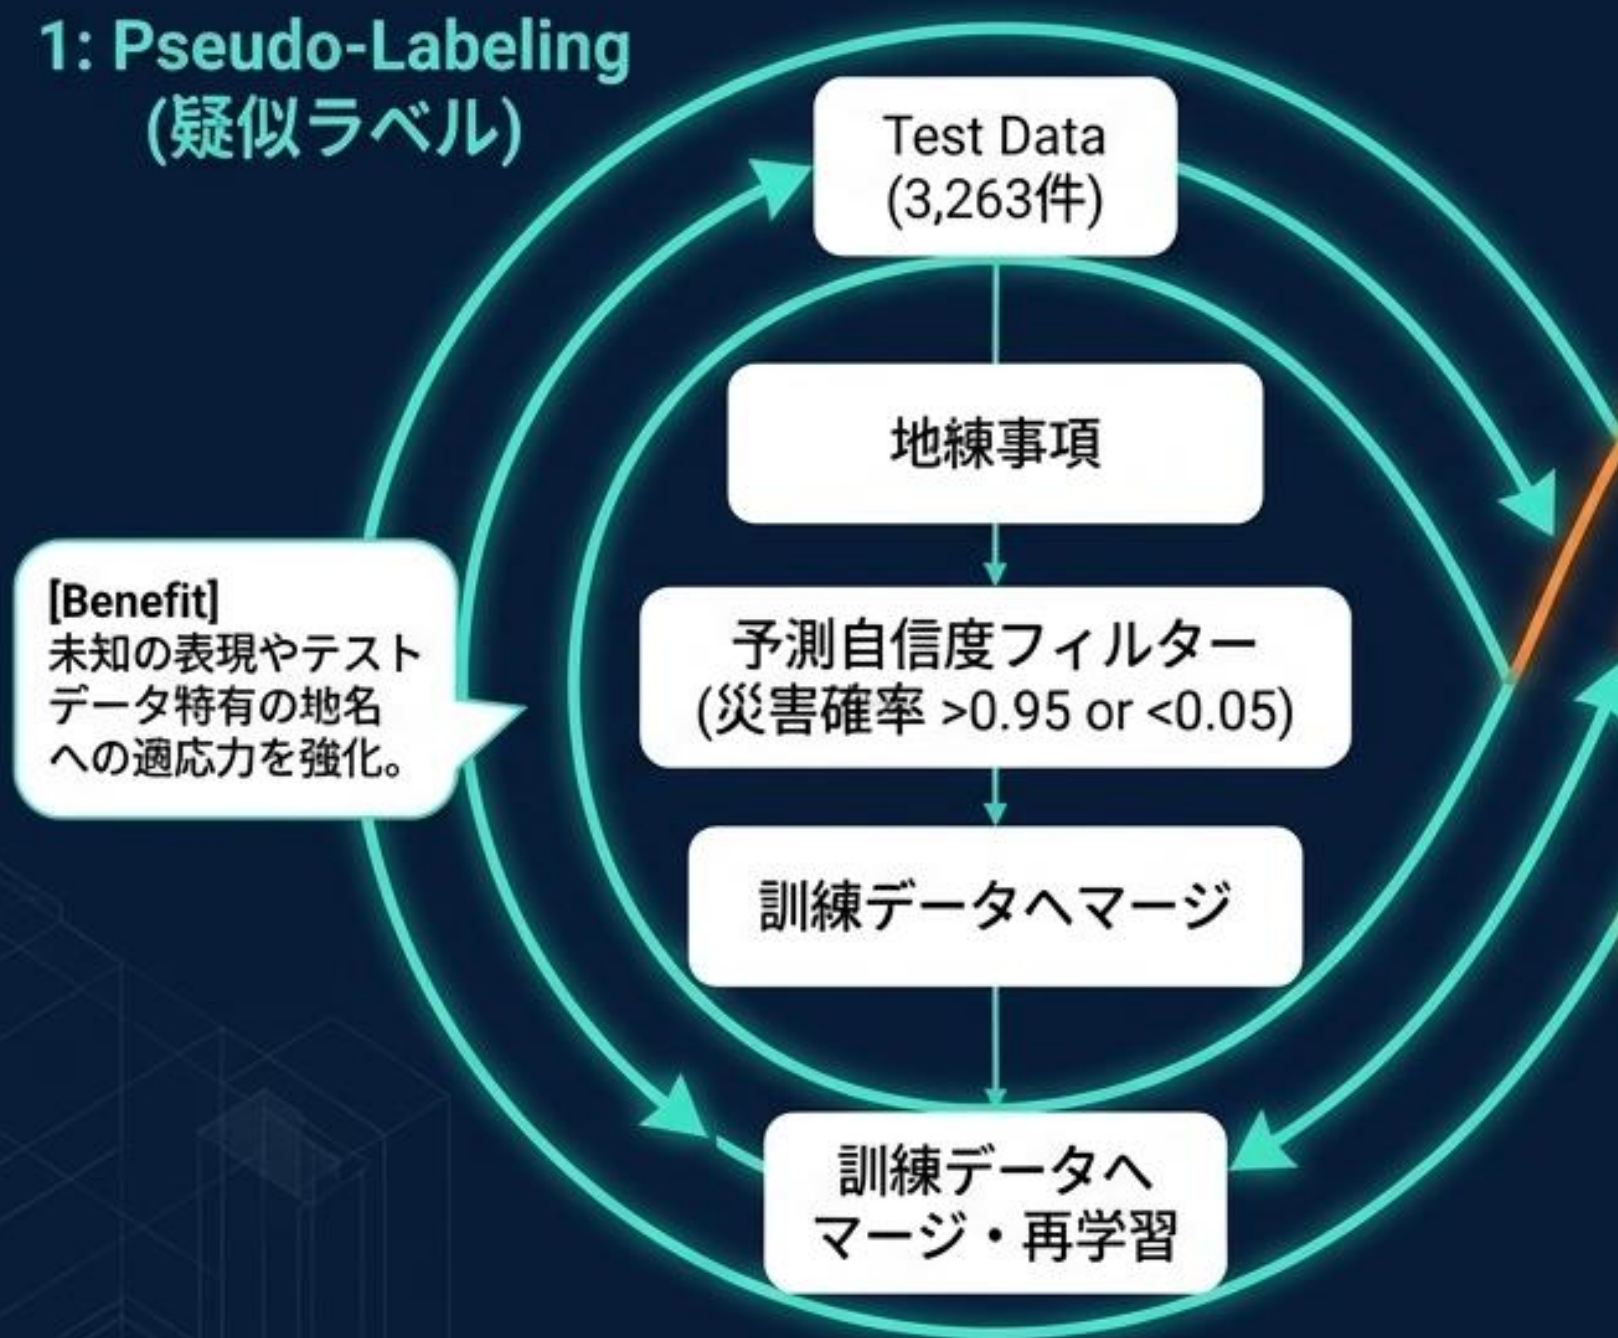 1: Pseudo-Labeling
(疑似ラベル)
Test Data
(3,263件)
地練事項
[Benefit]
未知の表現やテスト
データ特有の地名
への適応力を強化。
予測自信度フィルター
(災害確率 >0.95 or <0.05)
訓練データへマージ
訓練データへ
マージ・再学習